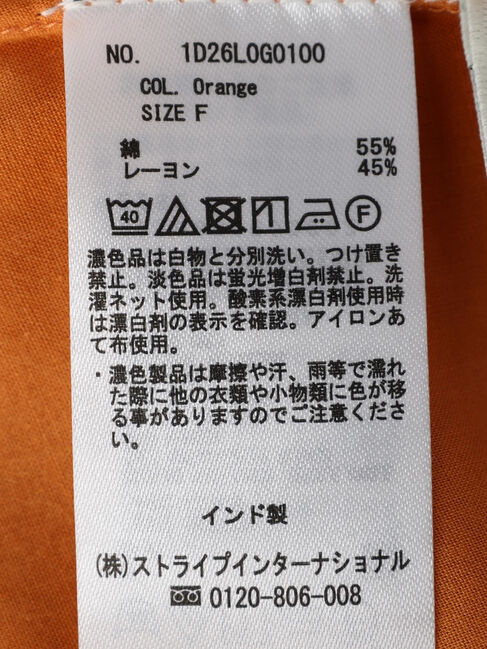 NO. 1D26L0G0100
COL. Orange
SIZE F
綿 55%
レーヨン 45%
40 F
濃色品は白物と分別洗い。つけ置き
禁止。淡色品は蛍光増白剤禁止。洗
濯ネット使用。酸素系漂白剤使用時
は漂白剤の表示を確認。アイロンあ
て布使用。
・濃色製品は摩擦や汗、雨等で濡れ
た際に他の衣類や小物類に色が移
る事がありますのでご注意くださ
い。
インド製
(株)ストライプインターナショナル
0120-806-008